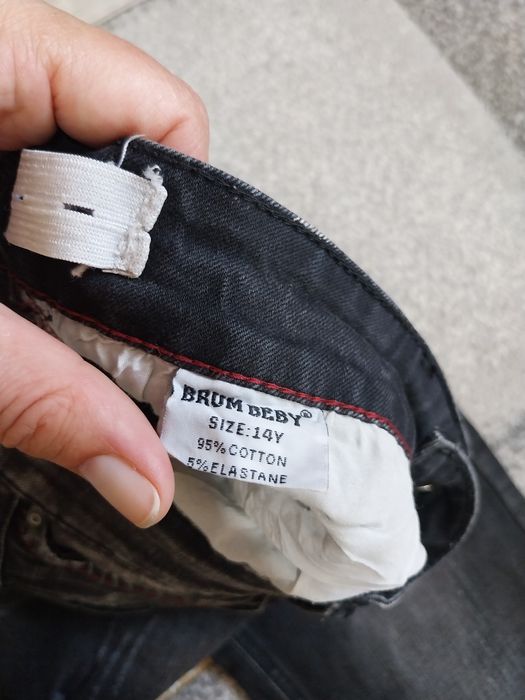 BRUM BEBY®
SIZE:14Y
95% COTTON
5% ELASTANE